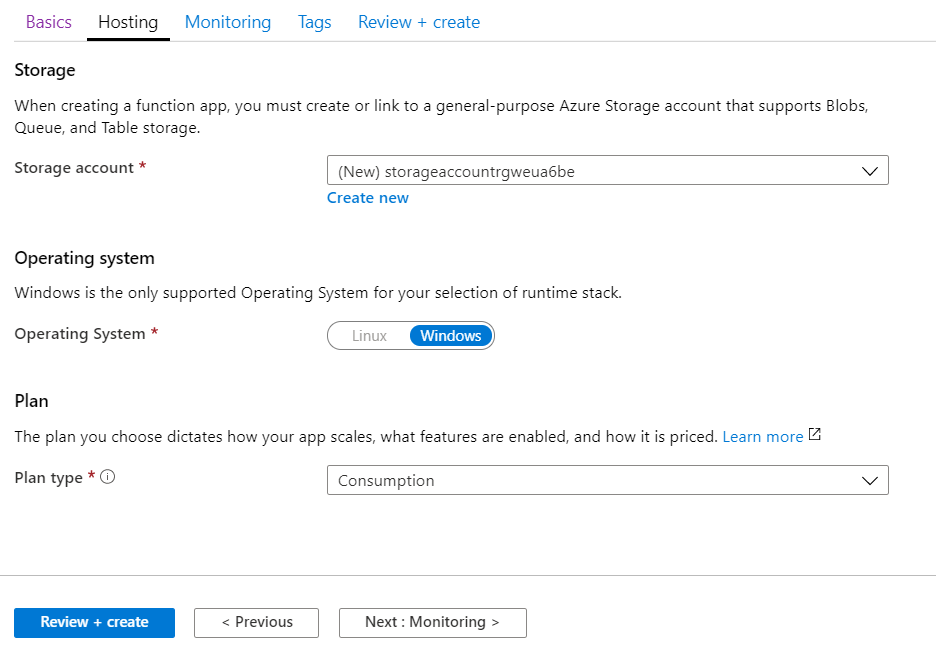 Basics Hosting Monitoring Tags Review + create
Storage
When creating a function app, you must create or link to a general-purpose Azure Storage account that supports Blobs,
Queue, and Table storage.
Storage account * (New) storageaccountrgweua6be
Create new
Operating system
Windows is the only supported Operating System for your selection of runtime stack.
Operating System * Linux Windows
Plan
The plan you choose dictates how your app scales, what features are enabled, and how it is priced. Learn more
Plan type * Consumption
Review + create < Previous Next : Monitoring >